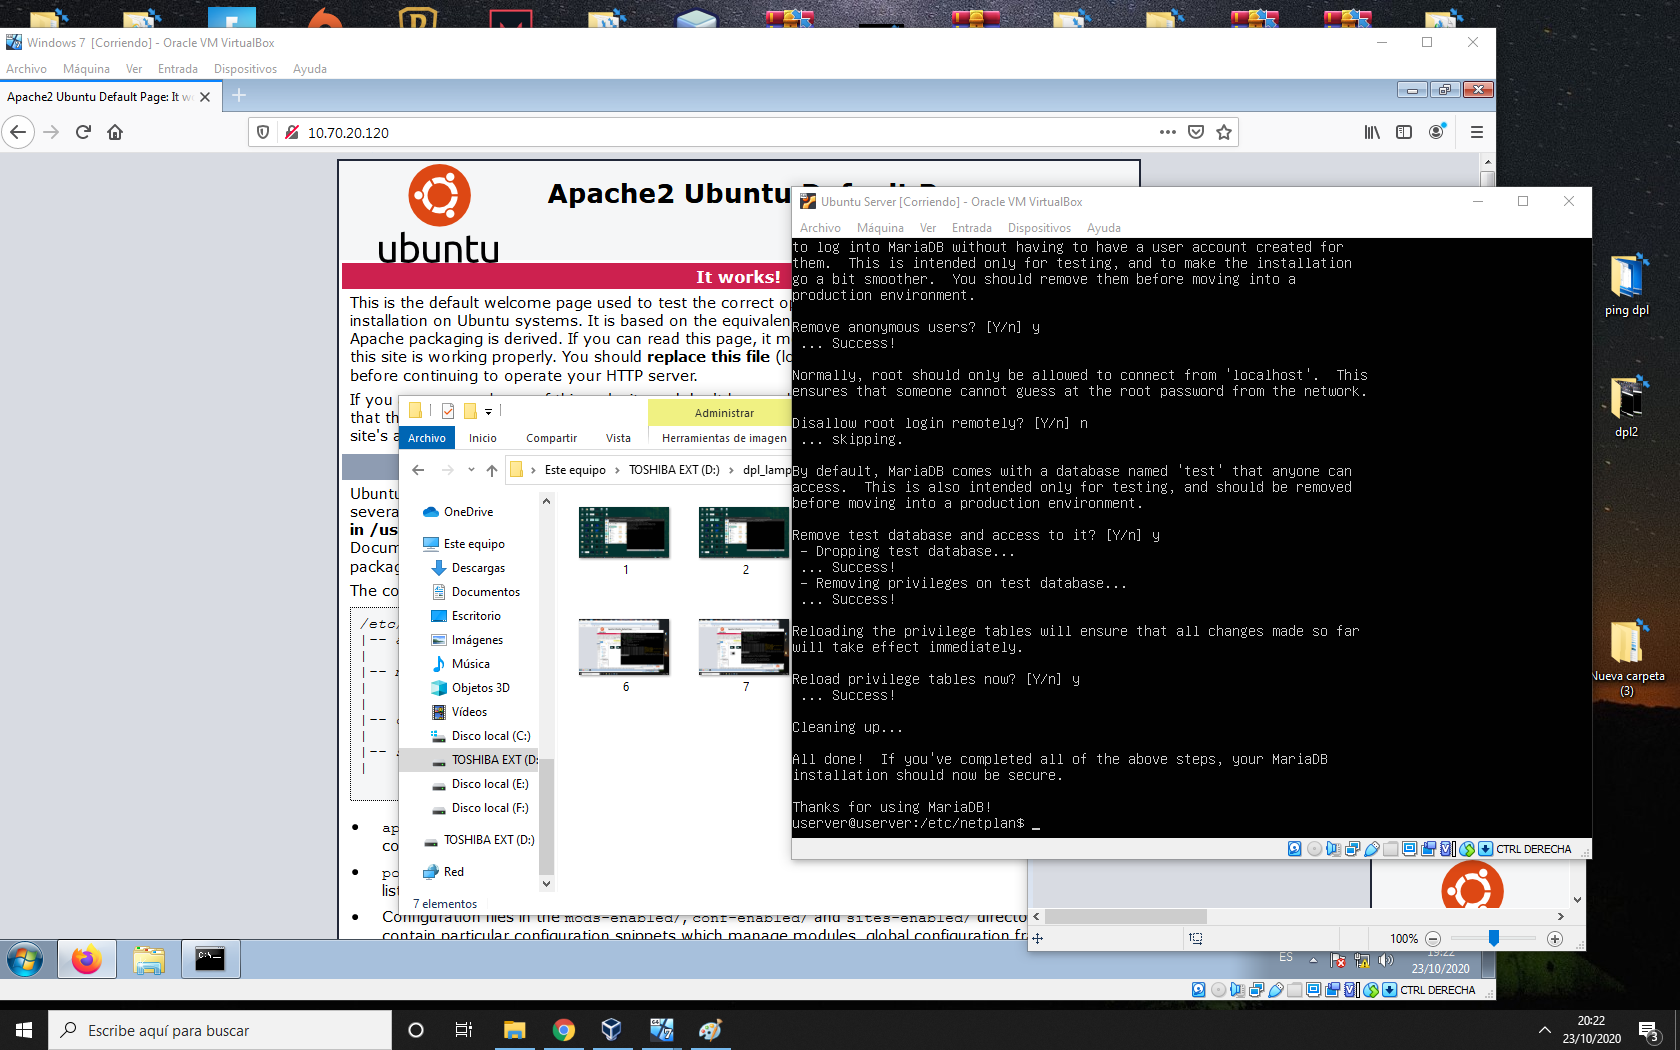 Windows 7 [Corriendo] - Oracle VM VirtualBox
Archivo Máquina Ver Entrada Dispositivos Ayuda
Apache2 Ubuntu Default Page: It w
10.70.20.120
ubuntu
Apache2 Ubuntu Default P
It works!
This is the default welcome page used to test the correct op
installation on Ubuntu systems. It is based on the equivalen
Apache packaging is derived. If you can read this page, it m
this site is working properly. You should replace this file (lo
before continuing to operate your HTTP server.
If you
that th
site's a
Ubuntu
severa
in /us
Docum
packag
The co
/etc/
|--
|
|--
|
|--
|
|--
|
ap
co
po
lis
Configuration files in the mods-enabled/, conf-enabled/ and sites-enabled/ directo
contain particular configuration snippets which manage modules, global configuration fr
Administrar
Archivo Inicio Compartir Vista Herramientas de imagen
Este equipo › TOSHIBA EXT (D:) › dpl_lamp
OneDrive
Este equipo
Descargas
Documentos
Escritorio
Imágenes
Música
Objetos 3D
Vídeos
Disco local (C:)
TOSHIBA EXT (D:
Disco local (E:)
Disco local (F:)
TOSHIBA EXT (D:)
Red
1
2
6
7
7 elementos
Ubuntu Server [Corriendo] - Oracle VM VirtualBox
Archivo Máquina Ver Entrada Dispositivos Ayuda
to log into MariaDB without having to have a user account created for
them.  This is intended only for testing, and to make the installation
go a bit smoother.  You should remove them before moving into a
production environment.
Remove anonymous users? [Y/n] y
... Success!
Normally, root should only be allowed to connect from 'localhost'.  This
ensures that someone cannot guess at the root password from the network.
Disallow root login remotely? [Y/n] n
... skipping.
By default, MariaDB comes with a database named 'test' that anyone can
access.  This is also intended only for testing, and should be removed
before moving into a production environment.
Remove test database and access to it? [Y/n] y
- Dropping test database...
... Success!
- Removing privileges on test database...
... Success!
Reloading the privilege tables will ensure that all changes made so far
will take effect immediately.
Reload privilege tables now? [Y/n] y
... Success!
Cleaning up...
All done!  If you've completed all of the above steps, your MariaDB
installation should now be secure.
Thanks for using MariaDB!
userver@userver:/etc/netplan$ _
CTRL DERECHA
100%
ES
19:22
23/10/2020
CTRL DERECHA
ping dpl
dpl2
Nueva carpeta
(3)
Escribe aquí para buscar
20:22
23/10/2020
3